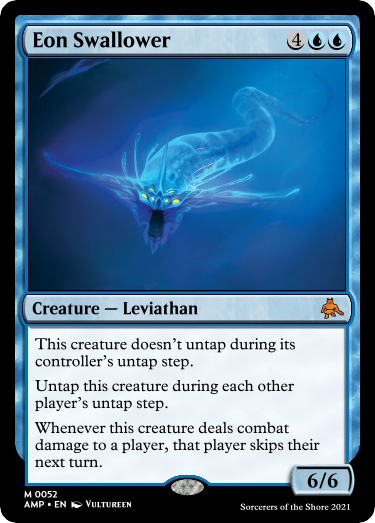 Eon Swallower 4
Creature — Leviathan
This creature doesn't untap during its
controller's untap step.
Untap this creature during each other
player's untap step.
Whenever this creature deals combat
damage to a player, that player skips their
next turn.
6/6
M 0052
AMP • EN Vultureen
Sorcerers of the Shore 2021